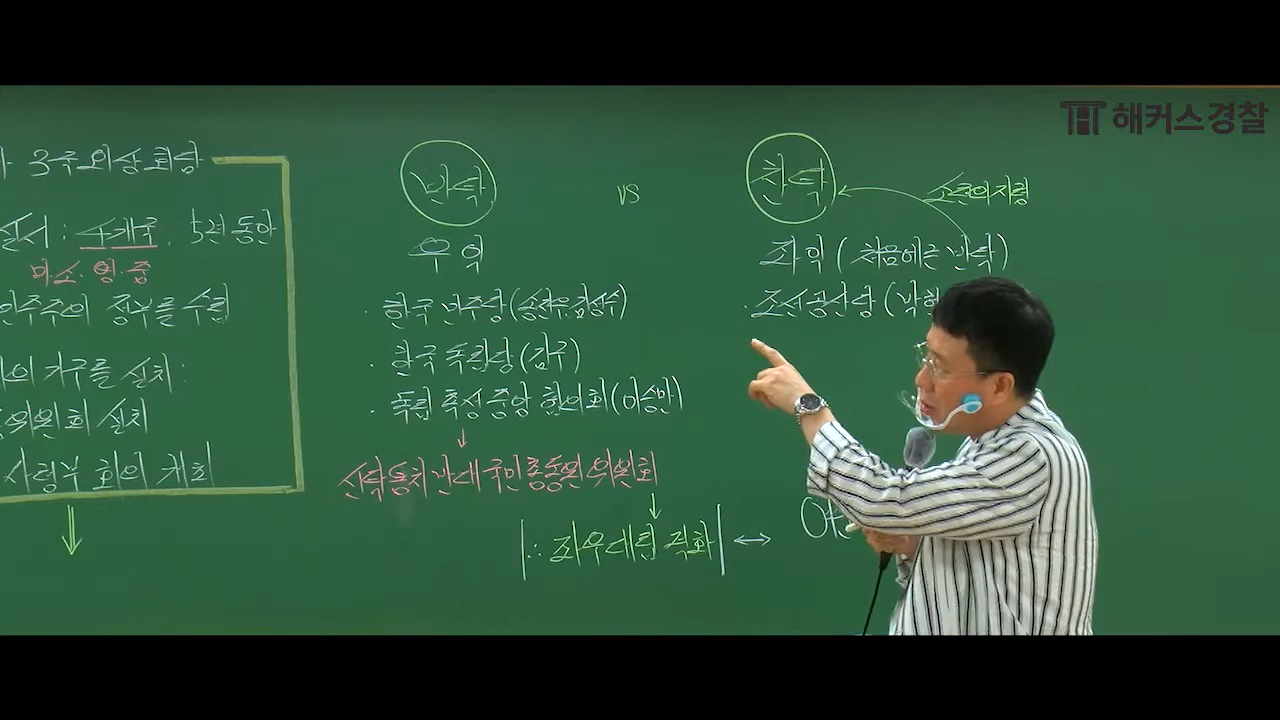 해커스경찰
3국 외상 회담
실시 : 4개국, 5년 동안
미·소·영·중
민주주의 정부를 수립
기구를 설치 :
위원회 설치
사령부 회의 개최
반탁
vs
찬탁
소련의 지령
우익
· 한국 민주당(송진우, 김성수)
· 한국 독립당(김구)
· 독립 촉성 중앙 협의회(이승만)
↓
신탁통치 반대 국민 총동원 위원회
↓
∴ 좌우대립 격화 ↔
좌익 (처음에는 반탁)
· 조선공산당 (박헌